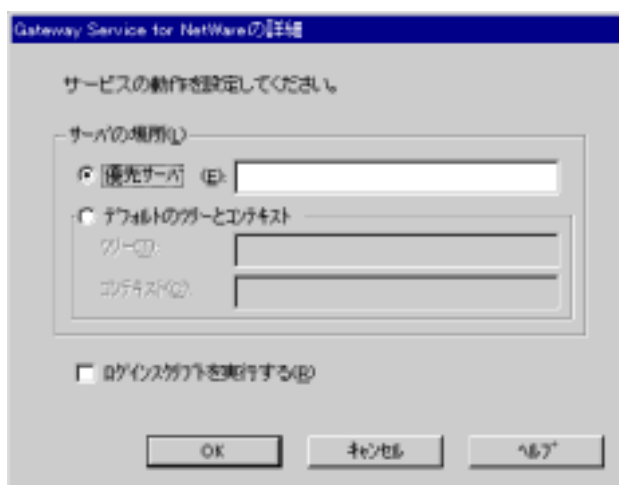 Gateway Service for NetWareの詳細
サービスの動作を設定してください。
サーバの場所(L)
優先サーバ (E):
デフォルトのツリーとコンテキスト
ツリー(T):
コンテキスト(C):
ログインスクリプトを実行する(R)
OK キャンセル ヘルプ